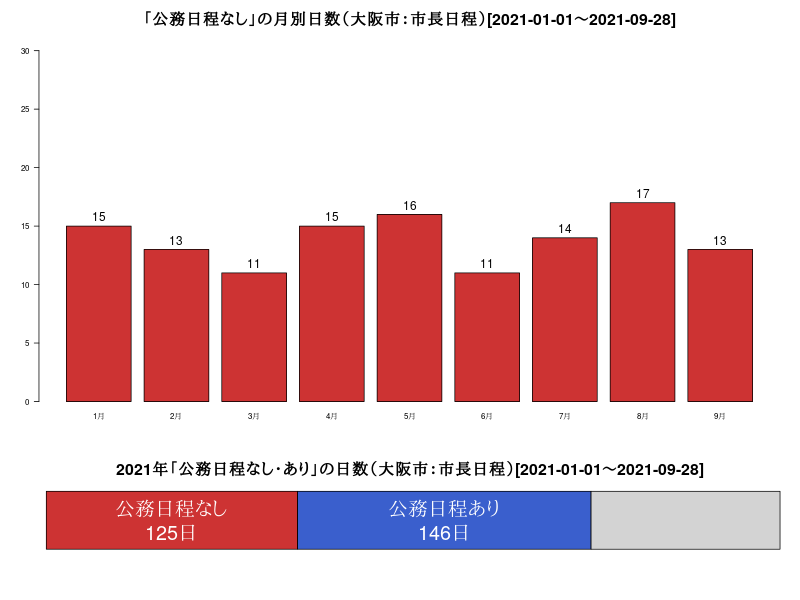 「公務日程なし」の月別日数（大阪市：市長日程）[2021-01-01～2021-09-28]
30
25
20
15
10
5
0
15
13
11
15
16
11
14
17
13
1月
2月
3月
4月
5月
6月
7月
8月
9月
2021年「公務日程なし・あり」の日数（大阪市：市長日程）[2021-01-01～2021-09-28]
公務日程なし
125日
公務日程あり
146日